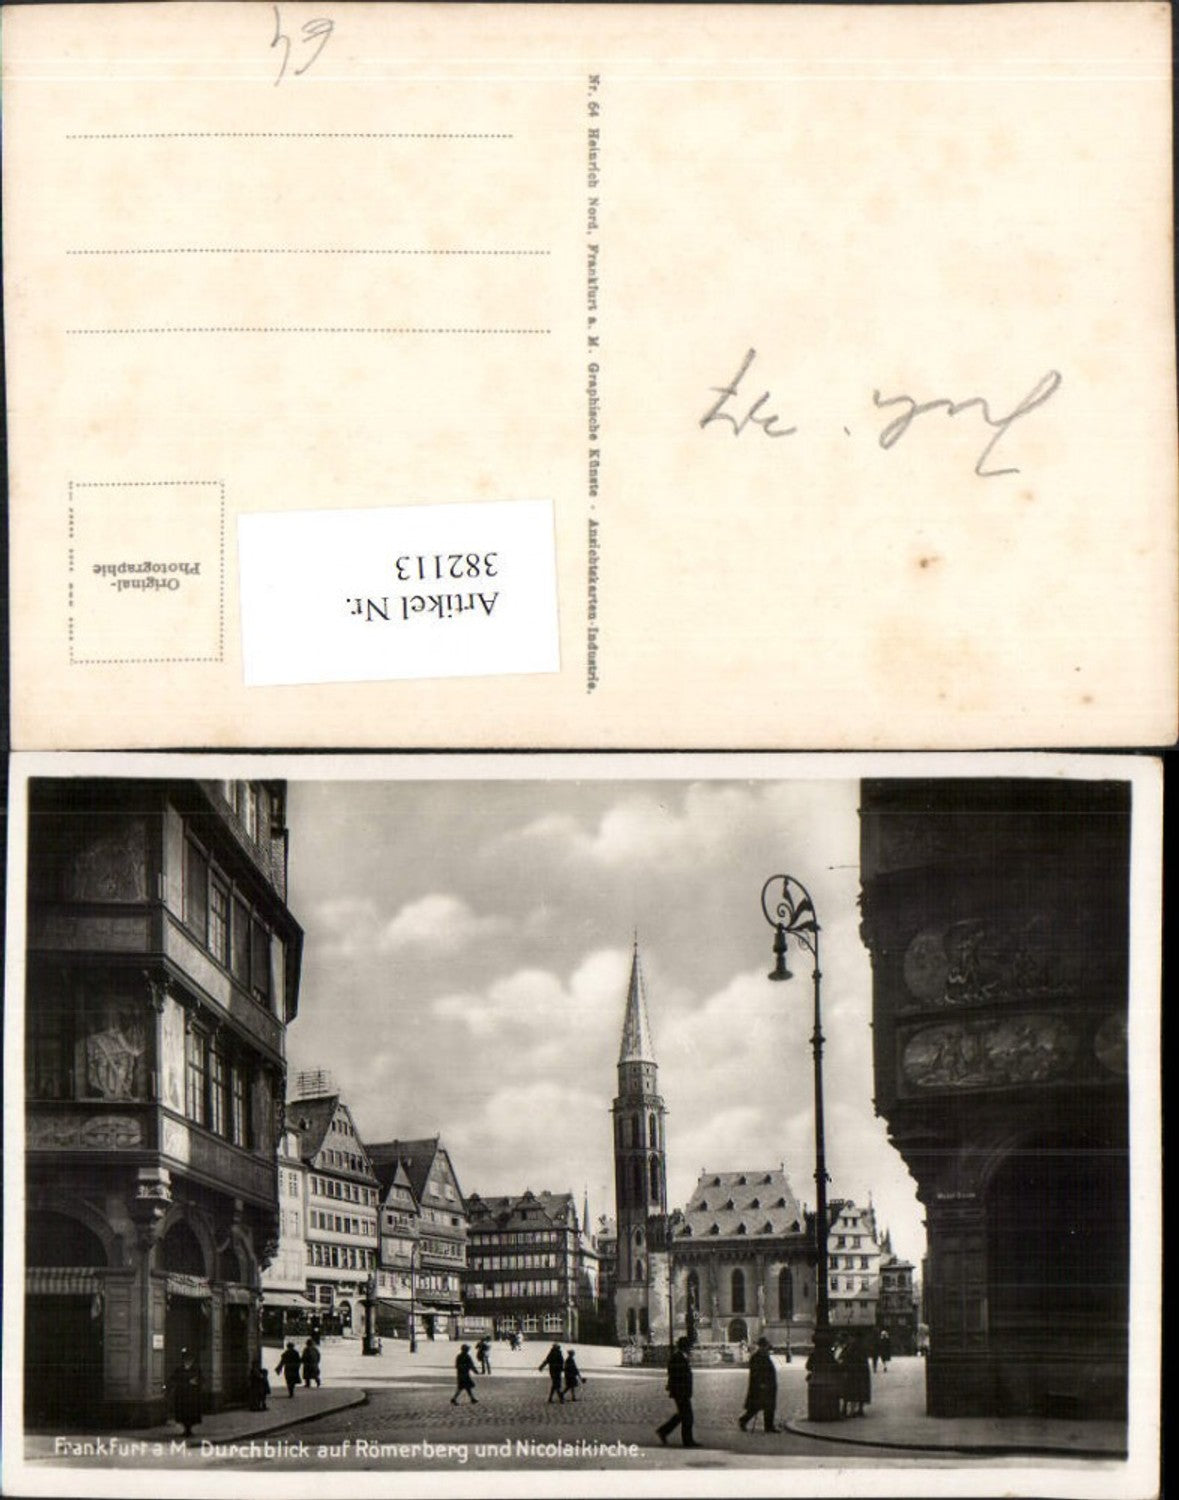 64
Nr. 64 Heinrich Nord, Frankfurt a. M. Graphische Künste - Ansichtskarten-Industrie.
Original-
Photographie
Artikel Nr.
382113
Frankfurt a M. Durchblick auf Römerberg und Nicolaikirche.